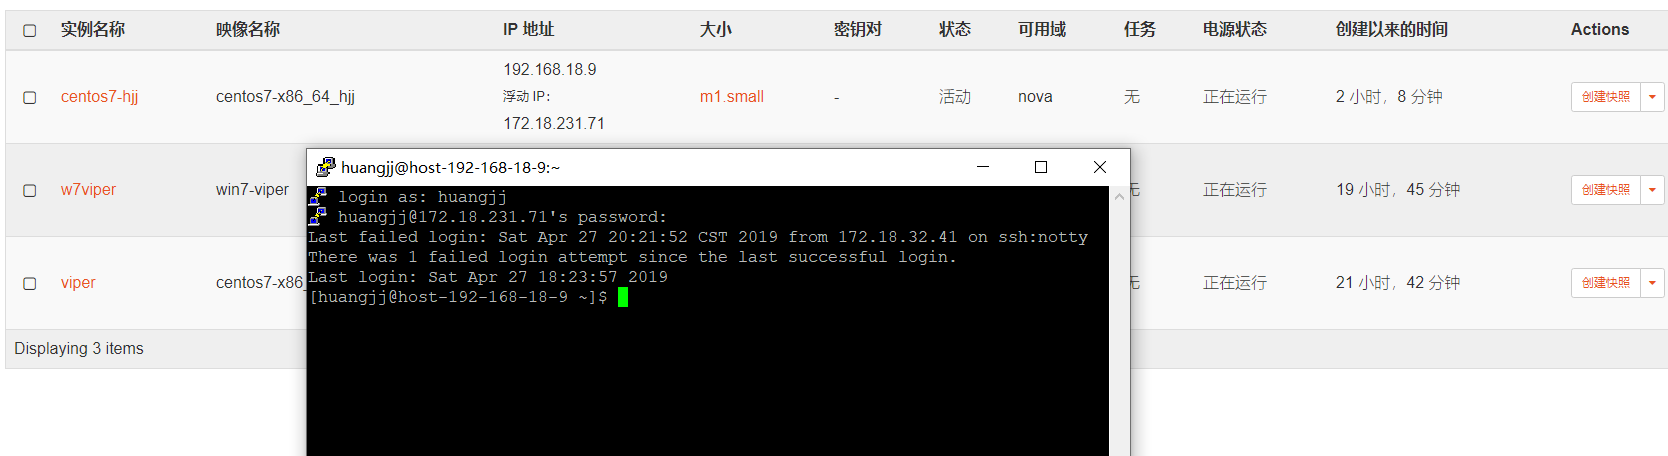 实例名称 映像名称 IP 地址 大小 密钥对 状态 可用域 任务 电源状态 创建以来的时间 Actions
192.168.18.9
centos7-hjj centos7-x86_64_hjj 浮动 IP: m1.small - 活动 nova 无 正在运行 2 小时，8 分钟 创建快照
172.18.231.71
huangjj@host-192-168-18-9:~
w7viper win7-viper 无 正在运行 19 小时，45 分钟 创建快照
login as: huangjj
huangjj@172.18.231.71's password:
Last failed login: Sat Apr 27 20:21:52 CST 2019 from 172.18.32.41 on ssh:notty
There was 1 failed login attempt since the last successful login.
Last login: Sat Apr 27 18:23:57 2019
[huangjj@host-192-168-18-9 ~]$
viper centos7-x86_ 无 正在运行 21 小时，42 分钟 创建快照
Displaying 3 items